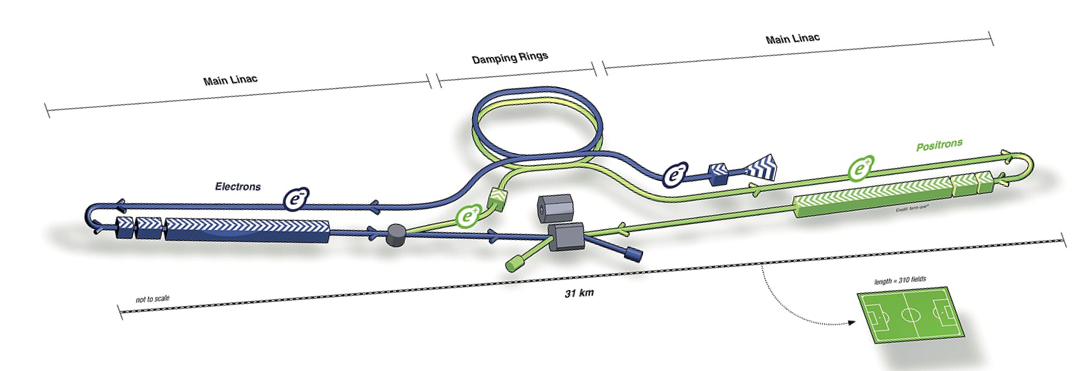 Main Linac
Damping Rings
Main Linac
Electrons
e⁻
e⁻
e⁺
Positrons
e⁺
not to scale
31 km
length = 310 fields